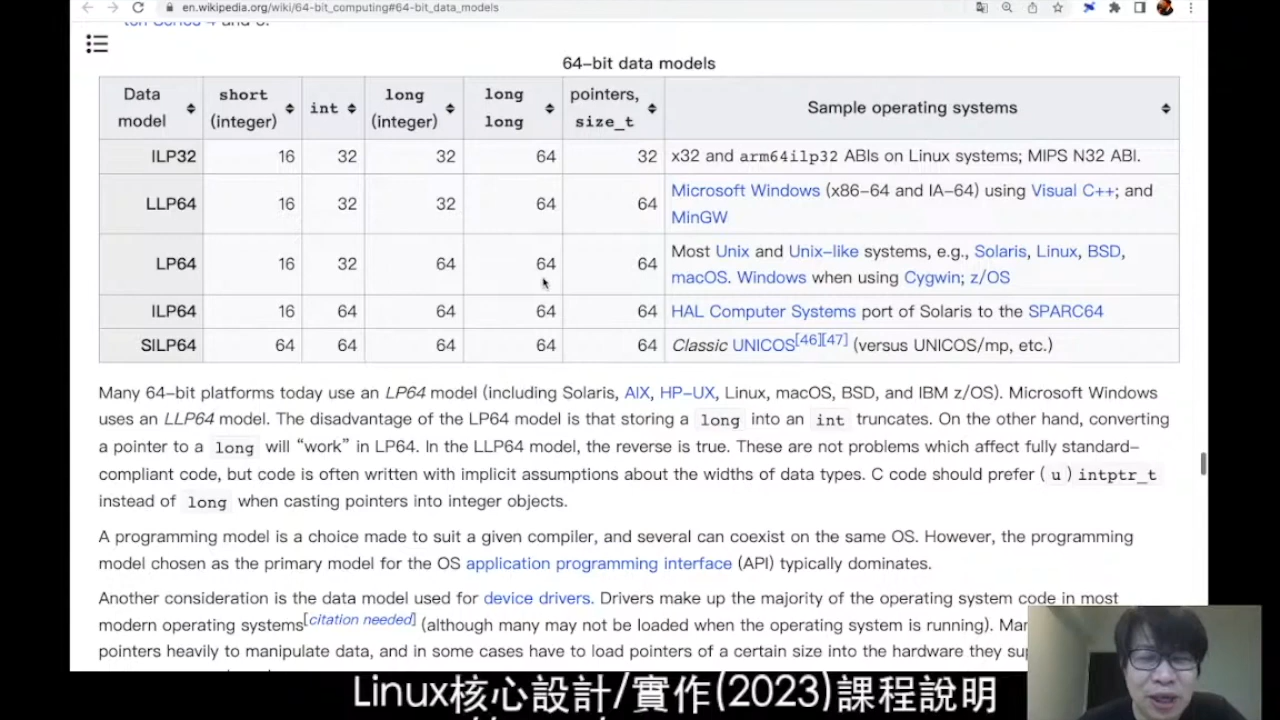 en.wikipedia.org/wiki/64-bit_computing#64-bit_data_models
64-bit data models
Data model short (integer) int long (integer) long long pointers, size_t Sample operating systems
ILP32 16 32 32 64 32 x32 and arm64ilp32 ABIs on Linux systems; MIPS N32 ABI.
LLP64 16 32 32 64 64 Microsoft Windows (x86-64 and IA-64) using Visual C++; and
MinGW
LP64 16 32 64 64 64 Most Unix and Unix-like systems, e.g., Solaris, Linux, BSD,
macOS. Windows when using Cygwin; z/OS
ILP64 16 64 64 64 64 HAL Computer Systems port of Solaris to the SPARC64
SILP64 64 64 64 64 64 Classic UNICOS[46][47] (versus UNICOS/mp, etc.)
Many 64-bit platforms today use an LP64 model (including Solaris, AIX, HP-UX, Linux, macOS, BSD, and IBM z/OS). Microsoft Windows
uses an LLP64 model. The disadvantage of the LP64 model is that storing a long into an int truncates. On the other hand, converting
a pointer to a long will “work” in LP64. In the LLP64 model, the reverse is true. These are not problems which affect fully standard-
compliant code, but code is often written with implicit assumptions about the widths of data types. C code should prefer (u)intptr_t
instead of long when casting pointers into integer objects.
A programming model is a choice made to suit a given compiler, and several can coexist on the same OS. However, the programming
model chosen as the primary model for the OS application programming interface (API) typically dominates.
Another consideration is the data model used for device drivers. Drivers make up the majority of the operating system code in most
modern operating systems[citation needed] (although many may not be loaded when the operating system is running).
pointers heavily to manipulate data, and in some cases have to load pointers of a certain size into the hardware they
Linux核心設計/實作(2023)課程說明